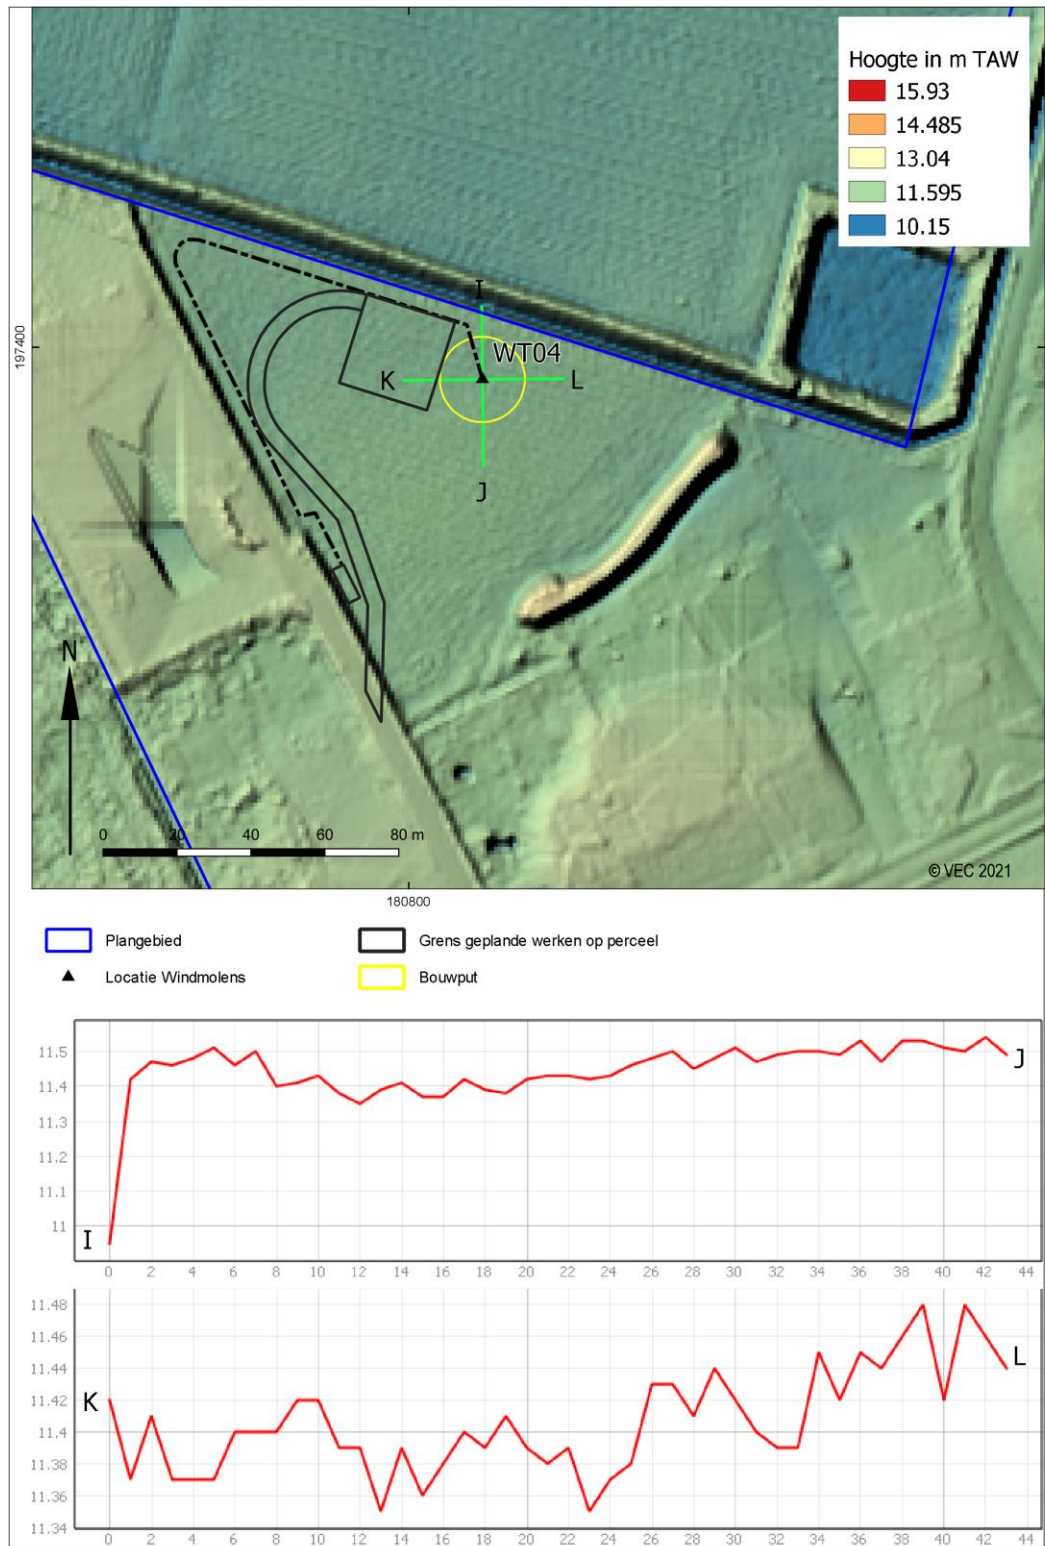 Hoogte in m TAW
15.93
14.485
13.04
11.595
10.15
197400
I
WT04
K
L
J
N
0 20 40 60 80 m
© VEC 2021
180800
Plangebied
Grens geplande werken op perceel
Locatie Windmolens
Bouwput
11.5
11.4
11.3
11.2
11.1
11
I
J
0 2 4 6 8 10 12 14 16 18 20 22 24 26 28 30 32 34 36 38 40 42 44
11.48
11.46
11.44
11.42
11.4
11.38
11.36
11.34
K
L
0 2 4 6 8 10 12 14 16 18 20 22 24 26 28 30 32 34 36 38 40 42 44